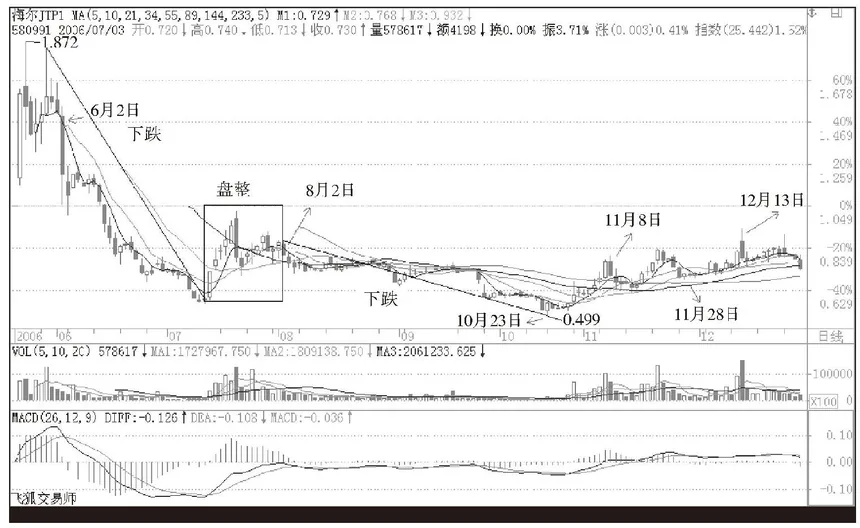 海尔JTP1 MA(5,10,21,34,55,89,144,233,5) M1:0.729↑ M2:0.768↓ M3:0.932↓
580991 2006/07/03 开0.720↓高0.740↓低0.713↓收0.730↑量578617↓额4198↓换0.00% 振3.71% 涨(0.003)0.41% 指数(25.442)1.52%
1.872
60%
1.678
6月2日
下跌
40%
1.469
20%
1.259
盘整
8月2日
12月13日
0%
1.049
11月8日
-20%
0.839
下跌
-40%
0.629
10月23日
0.499
11月28日
2006 06 07 08 09 10 11 12 日线
VOL(5,10,20) 578617↓MA1:1727967.750↓MA2:1809138.750↓MA3:2061233.625↓
100000
X100
MACD(26,12,9) DIFF:-0.126↑ DEA:-0.108↓MACD:-0.036↑
0.10
0.00
-0.10
飞狐交易师